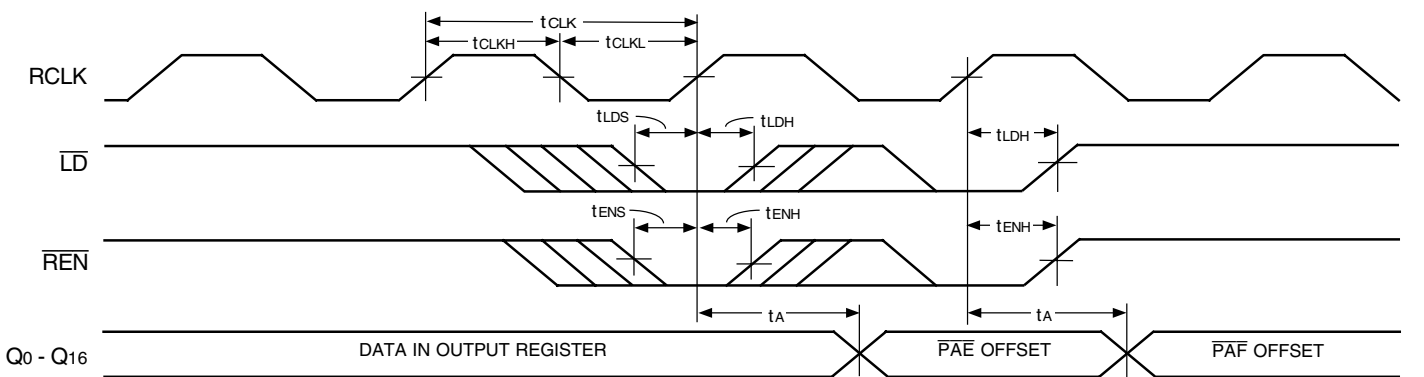 tCLK
tCLKH tCLKL
RCLK
tLDS tLDH tLDH
LD
tENS tENH tENH
REN
tA tA
Q0 - Q16 DATA IN OUTPUT REGISTER PAE OFFSET PAF OFFSET